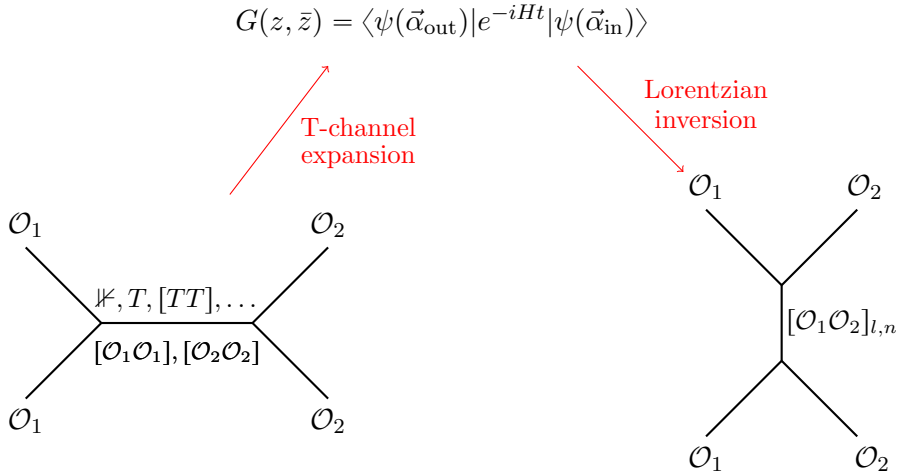 G(z, z̄) = ⟨ψ(α⃗_out)|e^{−iHt}|ψ(α⃗_in)⟩
T-channel
expansion
Lorentzian
inversion
O₁ O₂
O₁ O₂
⊮, T, [TT], …
[O₁O₁], [O₂O₂]
[O₁O₂]_{l,n}
O₁ O₂
O₁ O₂